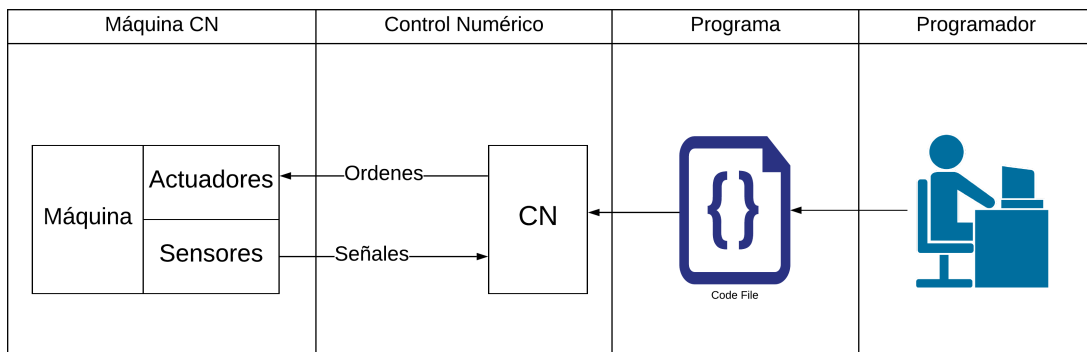 Máquina CN
Control Numérico
Programa
Programador
Máquina
Actuadores
Sensores
Ordenes
Señales
CN
{}
Code File